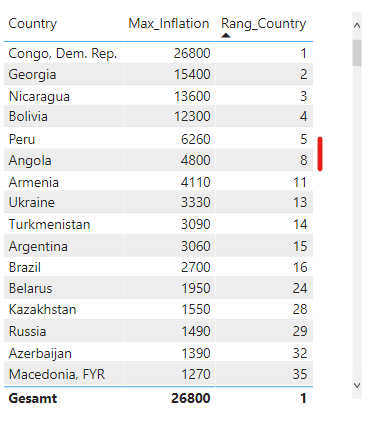 Country Max_Inflation Rang_Country
Congo, Dem. Rep. 26800 1
Georgia 15400 2
Nicaragua 13600 3
Bolivia 12300 4
Peru 6260 5
Angola 4800 8
Armenia 4110 11
Ukraine 3330 13
Turkmenistan 3090 14
Argentina 3060 15
Brazil 2700 16
Belarus 1950 24
Kazakhstan 1550 28
Russia 1490 29
Azerbaijan 1390 32
Macedonia, FYR 1270 35
Gesamt 26800 1